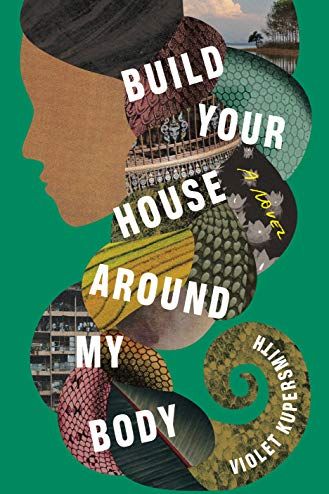 BUILD
YOUR
HOUSE
A NOVEL
AROUND
MY
BODY
VIOLET KUPERSMITH